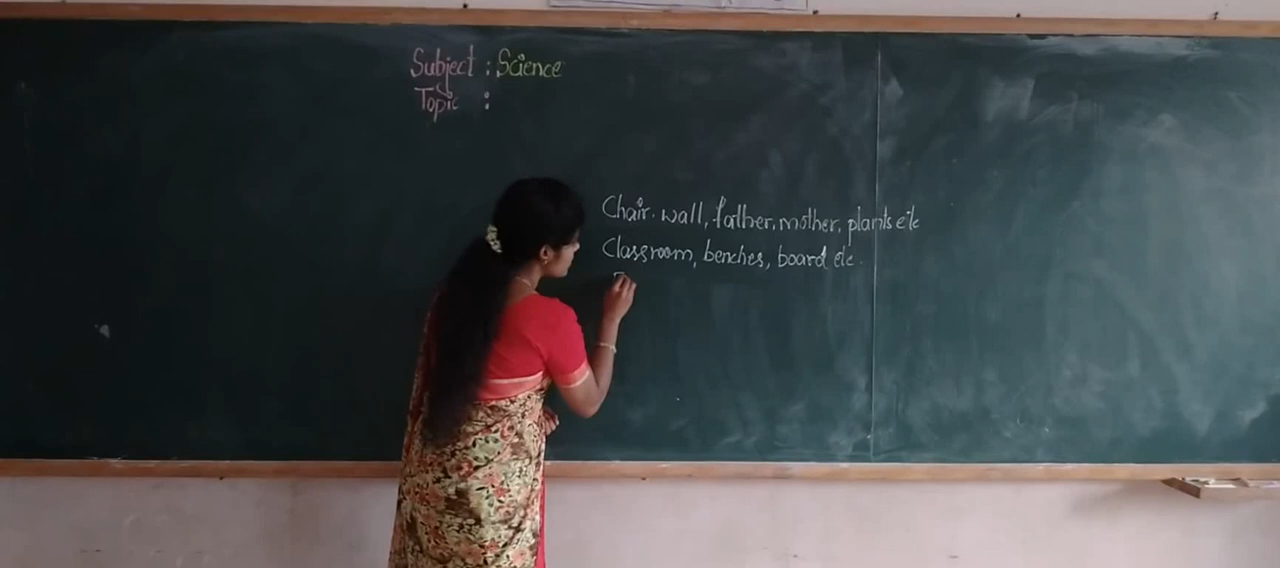 Subject : Science
Topic :
Chair. wall, father, mother, plants etc
Classroom, benches, board etc.